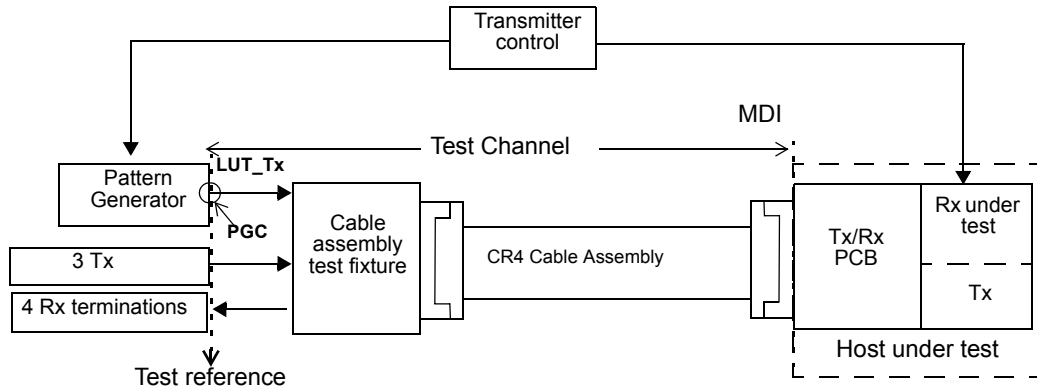 Transmitter
control
MDI
Test Channel
LUT_Tx
Pattern
Generator
PGC
Cable
assembly
test fixture
CR4 Cable Assembly
Tx/Rx
PCB
Rx under
test
Tx
3 Tx
4 Rx terminations
Host under test
Test reference